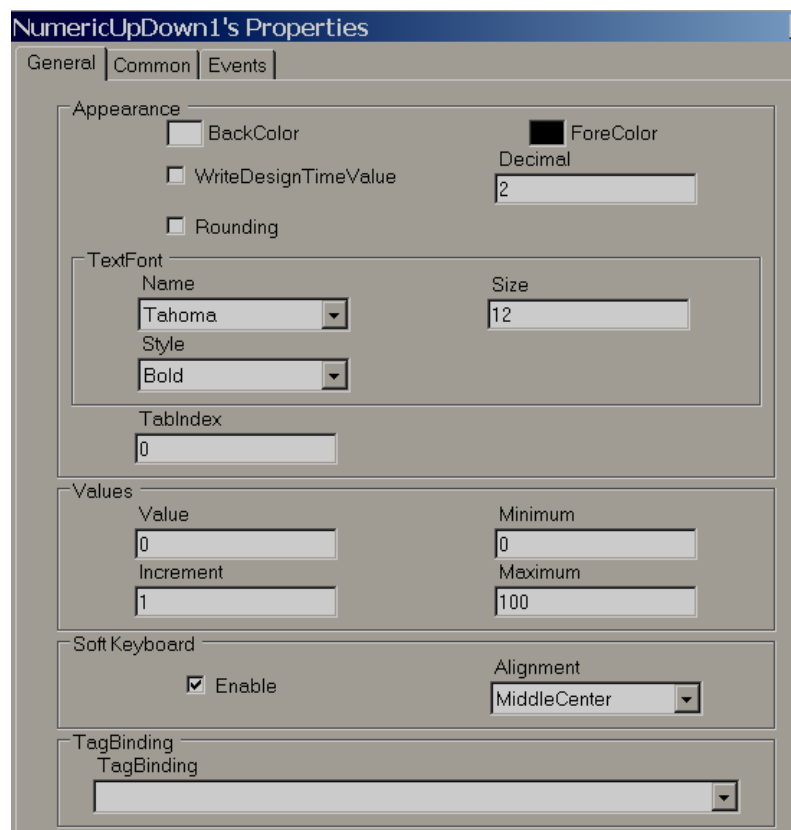 NumericUpDown1's Properties
General Common Events
Appearance
BackColor ForeColor
WriteDesignTimeValue Decimal
2
Rounding
TextFont
Name Size
Tahoma 12
Style
Bold
TabIndex
0
Values
Value Minimum
0 0
Increment Maximum
1 100
Soft Keyboard
Enable Alignment
MiddleCenter
TagBinding
TagBinding